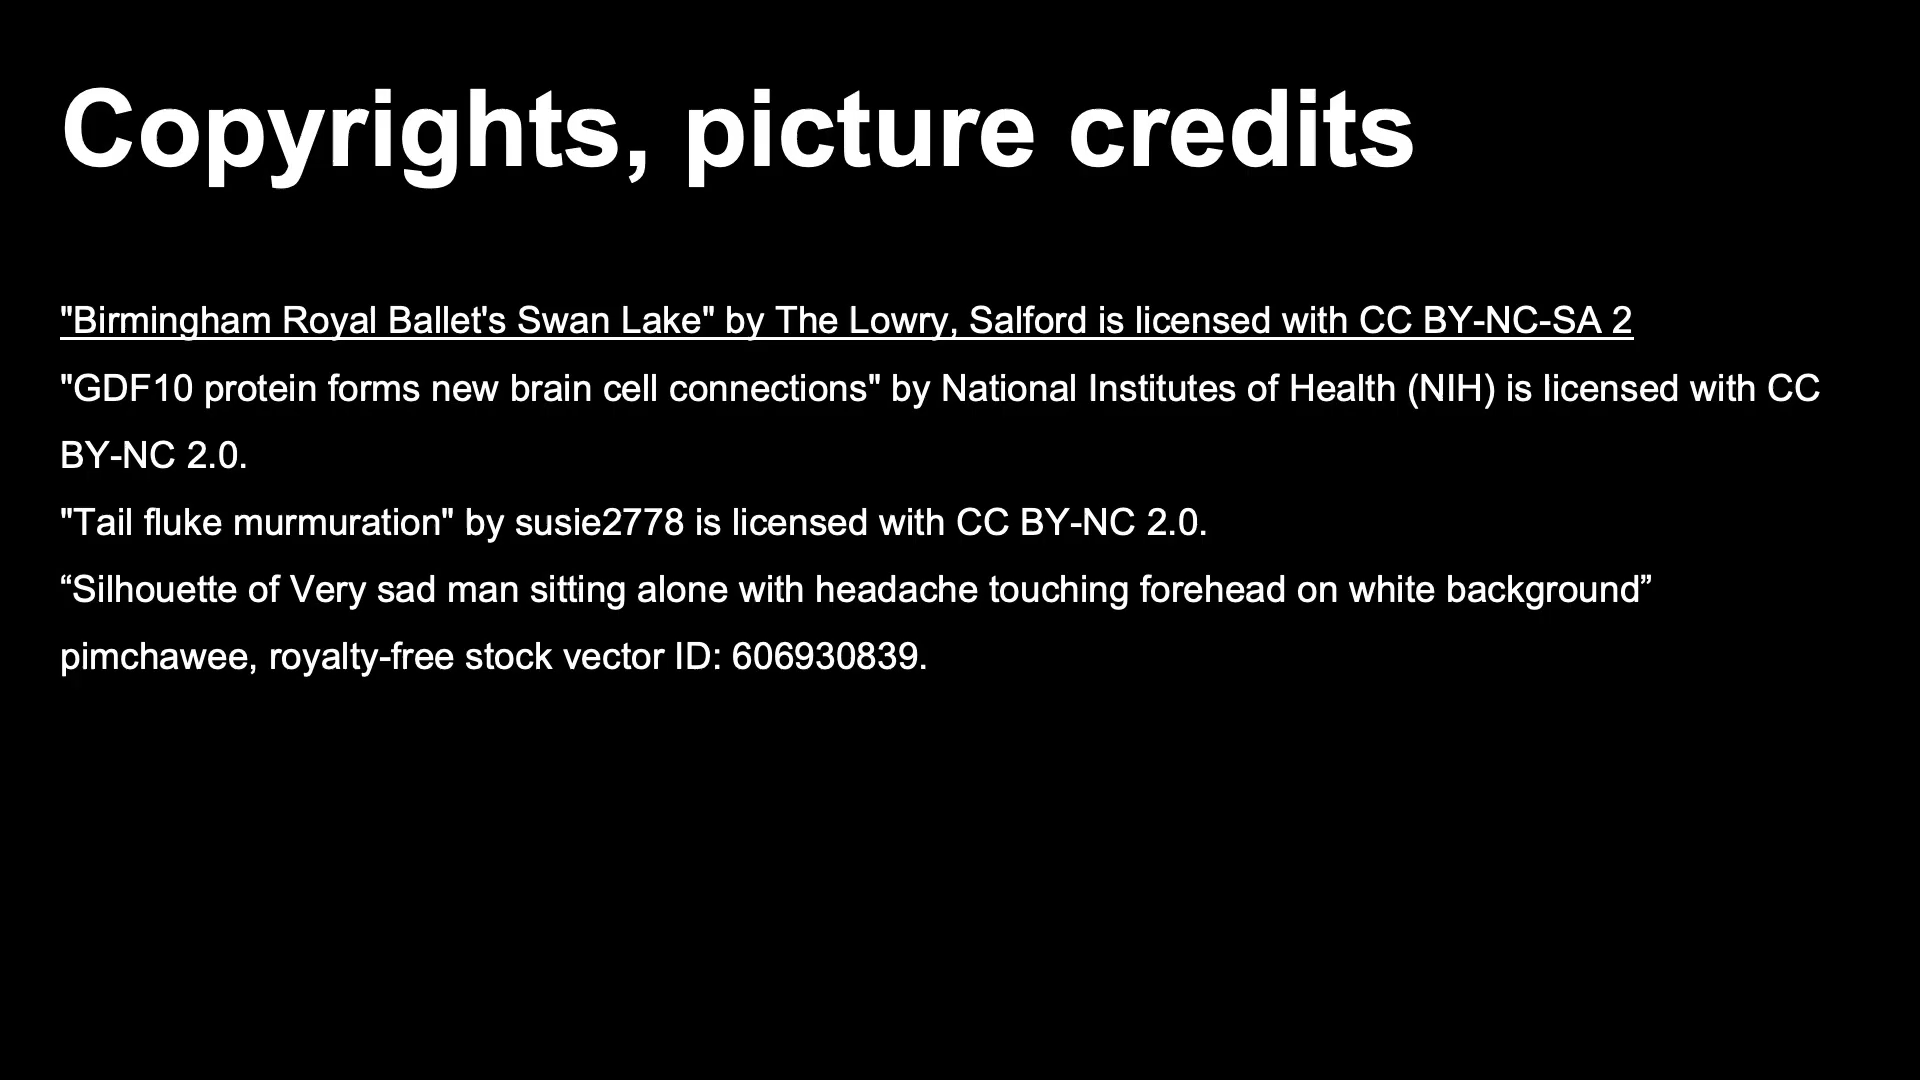 Copyrights, picture credits
"Birmingham Royal Ballet's Swan Lake" by The Lowry, Salford is licensed with CC BY-NC-SA 2
"GDF10 protein forms new brain cell connections" by National Institutes of Health (NIH) is licensed with CC
BY-NC 2.0.
"Tail fluke murmuration" by susie2778 is licensed with CC BY-NC 2.0.
“Silhouette of Very sad man sitting alone with headache touching forehead on white background”
pimchawee, royalty-free stock vector ID: 606930839.